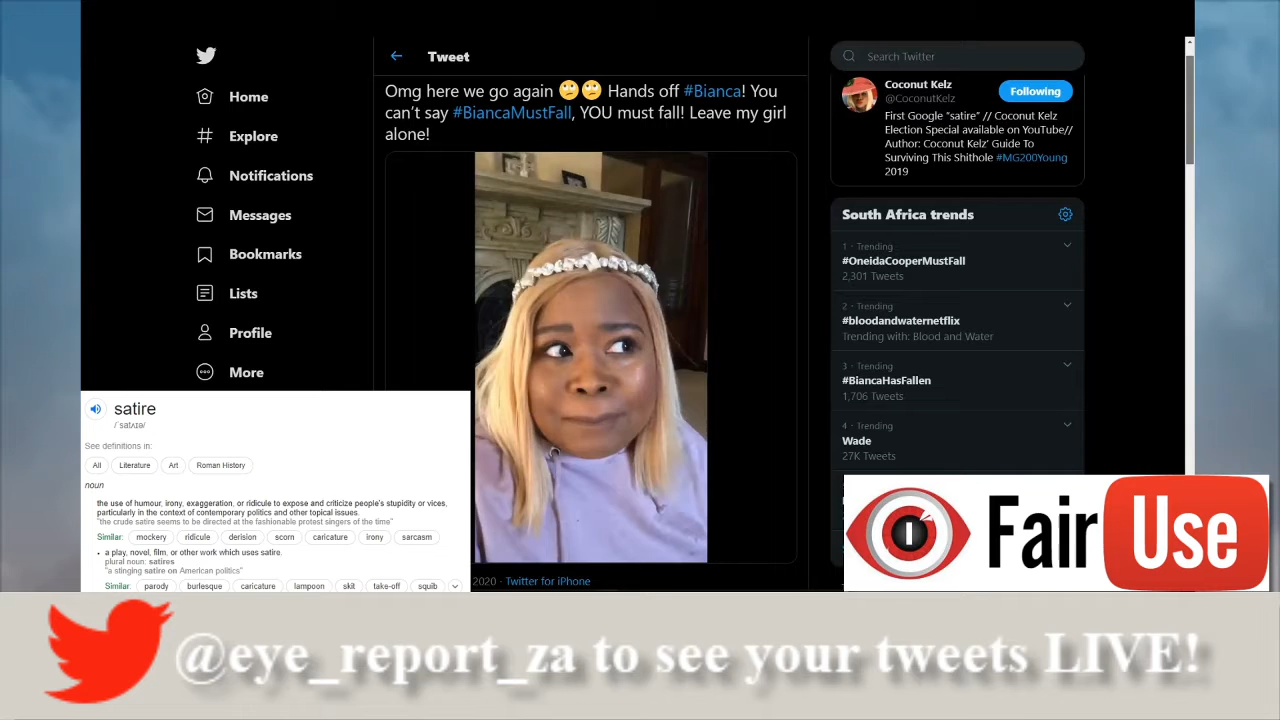 Tweet
Home
Explore
Notifications
Messages
Bookmarks
Lists
Profile
More
Omg here we go again 🙄🙄 Hands off #Bianca! You
can't say #BiancaMustFall, YOU must fall! Leave my girl
alone!
2020 · Twitter for iPhone
Search Twitter
Coconut Kelz
@CoconutKelz
Following
First Google "satire" // Coconut Kelz
Election Special available on YouTube//
Author: Coconut Kelz' Guide To
Surviving This Shithole #MG200Young
2019
South Africa trends
1 · Trending
#OneidaCooperMustFall
2,301 Tweets
2 · Trending
#bloodandwaternetflix
Trending with: Blood and Water
3 · Trending
#BiancaHasFallen
1,706 Tweets
4 · Trending
Wade
27K Tweets
satire
/ˈsatʌɪə/
See definitions in:
All Literature Art Roman History
noun
the use of humour, irony, exaggeration, or ridicule to expose and criticize people's stupidity or vices,
particularly in the context of contemporary politics and other topical issues.
"the crude satire seems to be directed at the fashionable protest singers of the time"
Similar: mockery ridicule derision scorn caricature irony sarcasm
• a play, novel, film, or other work which uses satire.
plural noun: satires
"a stinging satire on American politics"
Similar: parody burlesque caricature lampoon skit take-off squib
I Fair Use
@eye_report_za to see your tweets LIVE!